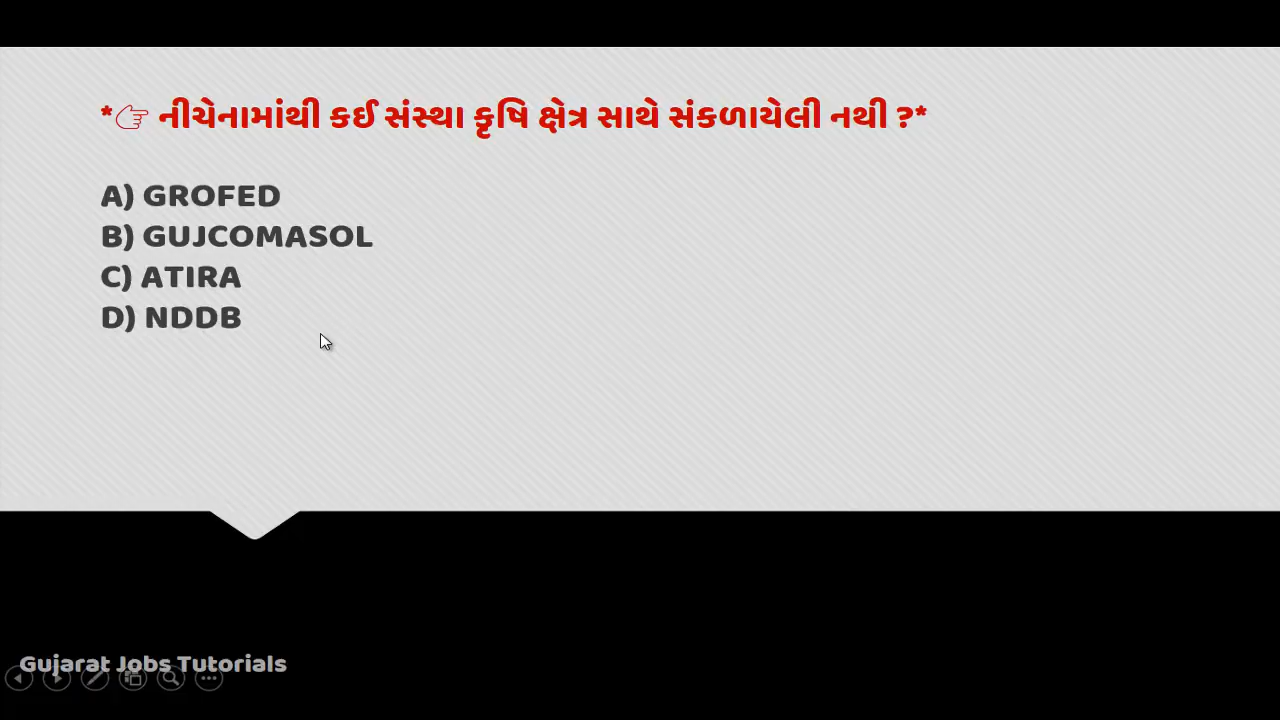 *👉 નીચેનામાંથી કઈ સંસ્થા કૃષિ ક્ષેત્ર સાથે સંકળાયેલી નથી ?*
A) GROFED
B) GUJCOMASOL
C) ATIRA
D) NDDB
Gujarat Jobs Tutorials